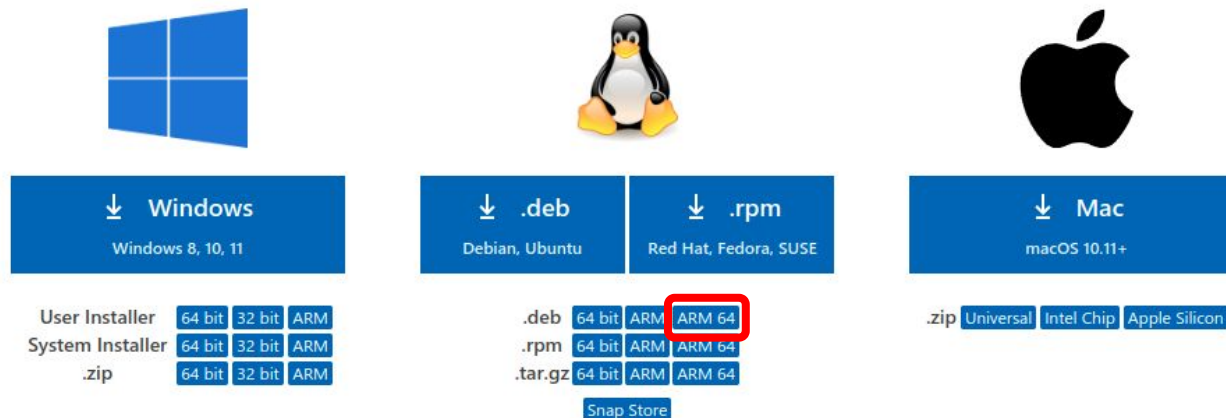 Windows
Windows 8, 10, 11
User Installer 64 bit 32 bit ARM
System Installer 64 bit 32 bit ARM
.zip 64 bit 32 bit ARM
.deb
Debian, Ubuntu
.rpm
Red Hat, Fedora, SUSE
.deb 64 bit ARM ARM 64
.rpm 64 bit ARM ARM 64
.tar.gz 64 bit ARM ARM 64
Snap Store
Mac
macOS 10.11+
.zip Universal Intel Chip Apple Silicon